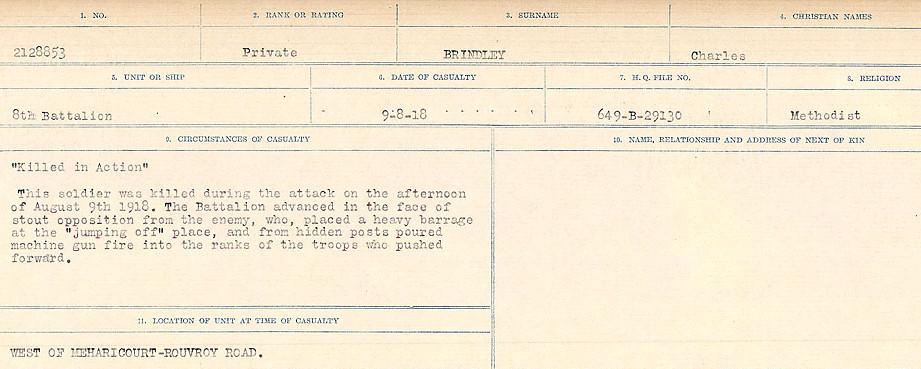 1. NO. 2. RANK OR RATING 3. SURNAME 4. CHRISTIAN NAMES
2128853 Private BRINDLEY Charles
5. UNIT OR SHIP 6. DATE OF CASUALTY 7. H. Q. FILE NO. 8. RELIGION
8th Battalion 9-8-18 649-B-29130 Methodist
9. CIRCUMSTANCES OF CASUALTY 10. NAME, RELATIONSHIP AND ADDRESS OF NEXT OF KIN
"Killed in Action"
This soldier was killed during the attack on the afternoon
of August 9th 1918. The Battalion advanced in the face of
stout opposition from the enemy, who, placed a heavy barrage
at the "jumping off" place, and from hidden posts poured
machine gun fire into the ranks of the troops who pushed
forward.
11. LOCATION OF UNIT AT TIME OF CASUALTY
WEST OF MEHARICOURT-ROUVROY ROAD.